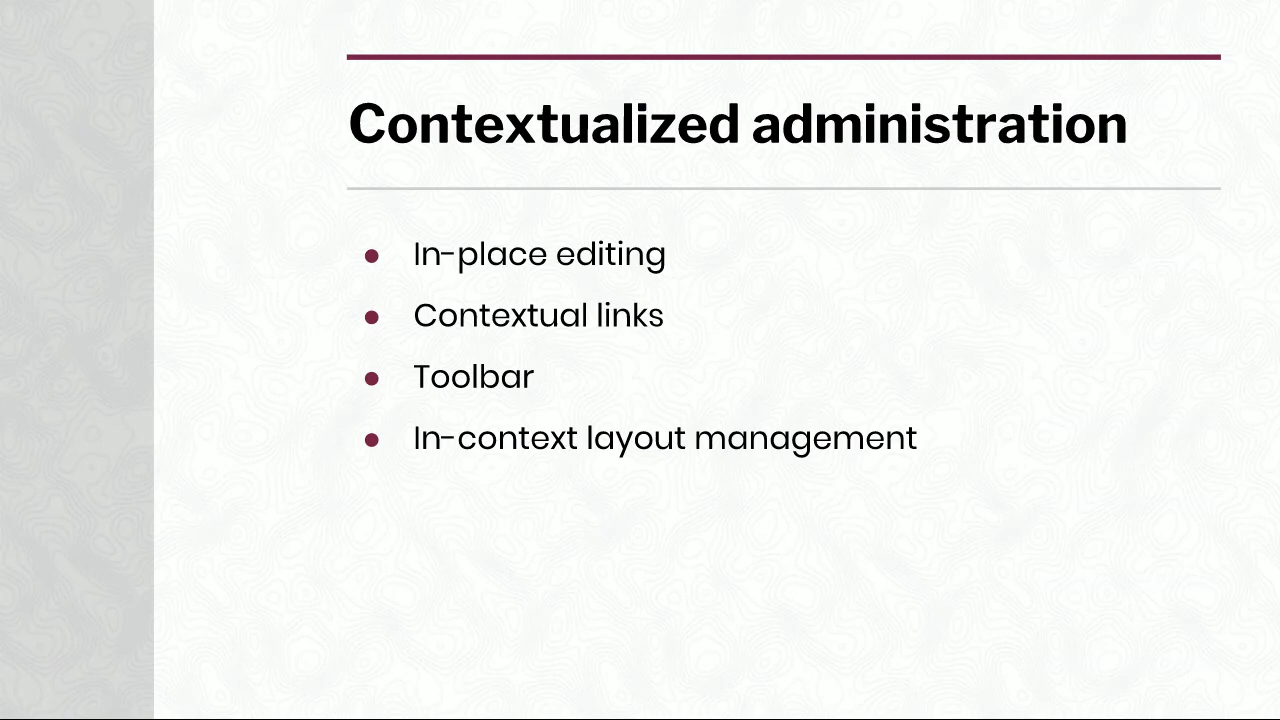 Contextualized administration
● In-place editing
● Contextual links
● Toolbar
● In-context layout management